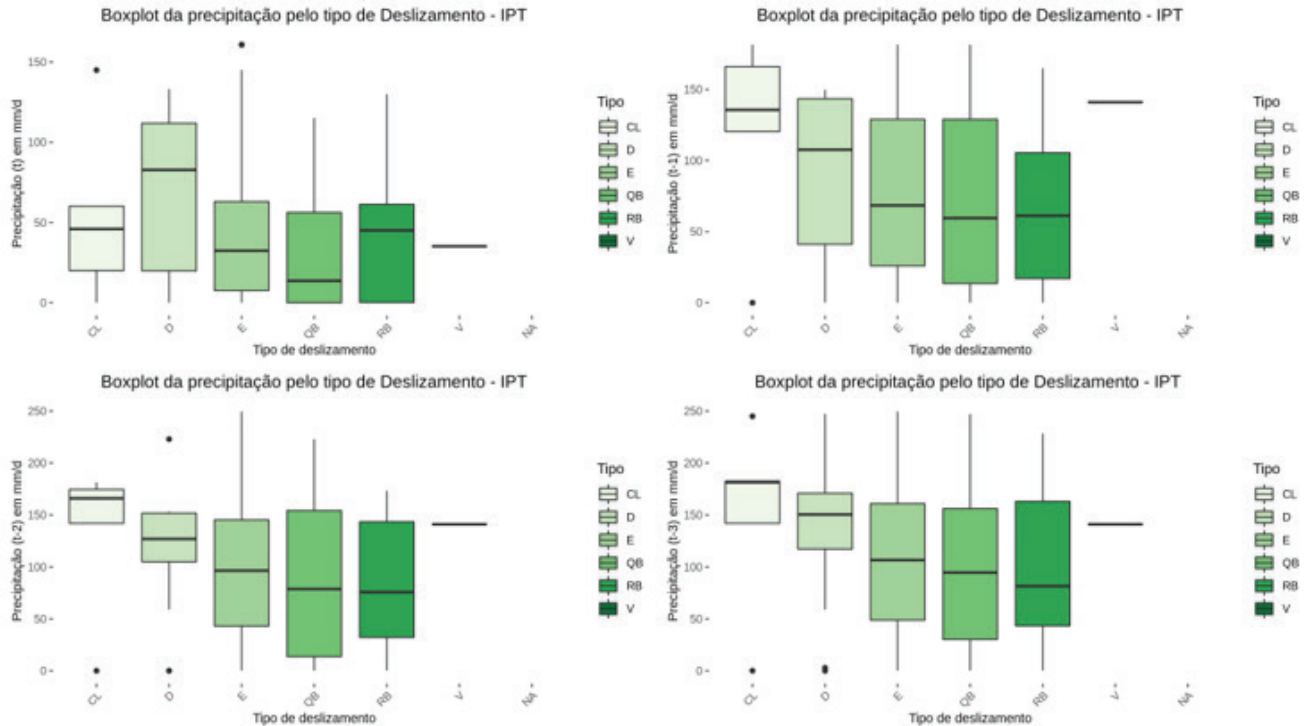 Boxplot da precipitação pelo tipo de Deslizamento - IPT
Precipitação (t) em mm/d
150
100
50
0
CL
D
E
QB
RB
V
NA
Tipo de deslizamento
Tipo
CL
D
E
QB
RB
V
Boxplot da precipitação pelo tipo de Deslizamento - IPT
Precipitação (t-1) em mm/d
150
100
50
0
CL
D
E
QB
RB
V
NA
Tipo de deslizamento
Tipo
CL
D
E
QB
RB
V
Boxplot da precipitação pelo tipo de Deslizamento - IPT
Precipitação (t-2) em mm/d
250
200
150
100
50
0
CL
D
E
QB
RB
V
NA
Tipo de deslizamento
Tipo
CL
D
E
QB
RB
V
Boxplot da precipitação pelo tipo de Deslizamento - IPT
Precipitação (t-3) em mm/d
250
200
150
100
50
0
CL
D
E
QB
RB
V
NA
Tipo de deslizamento
Tipo
CL
D
E
QB
RB
V